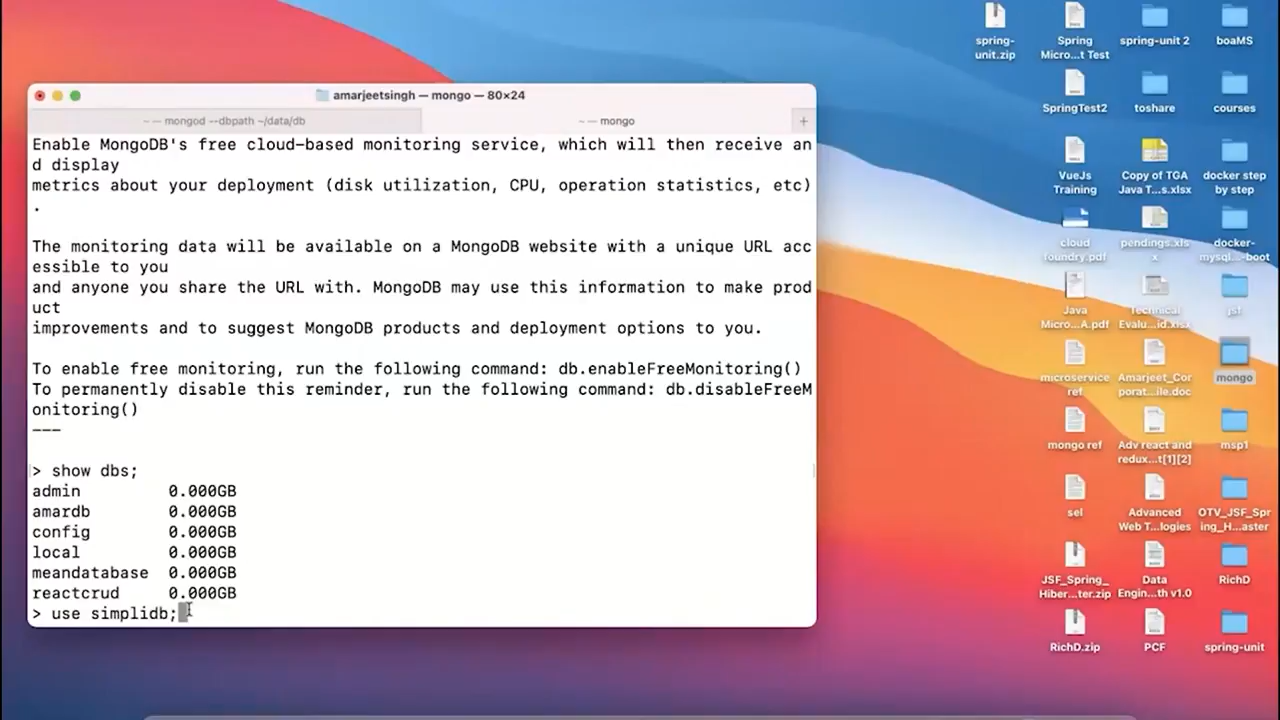 amarjeetsingh — mongo — 80×24
~ — mongod --dbpath ~/data/db
~ — mongo
+
Enable MongoDB's free cloud-based monitoring service, which will then receive an
d display
metrics about your deployment (disk utilization, CPU, operation statistics, etc)
.
The monitoring data will be available on a MongoDB website with a unique URL acc
essible to you
and anyone you share the URL with. MongoDB may use this information to make prod
uct
improvements and to suggest MongoDB products and deployment options to you.
To enable free monitoring, run the following command: db.enableFreeMonitoring()
To permanently disable this reminder, run the following command: db.disableFreeM
onitoring()
---
> show dbs;
admin 0.000GB
amardb 0.000GB
config 0.000GB
local 0.000GB
meandatabase 0.000GB
reactcrud 0.000GB
> use simplidb;
spring-
unit.zip
Spring
Micro...t Test
spring-unit 2
boaMS
SpringTest2
toshare
courses
VueJs
Training
Copy of TGA
Java T...s.xlsx
docker step
by step
cloud
foundry.pdf
pendings.xls
x
docker-
mysql...-boot
Java
Micro...A.pdf
Technical
Evalu...id.xlsx
jsf
microservice
ref
Amarjeet_Cor
porat...ile.doc
mongo
mongo ref
Adv react and
redux...t[1][2]
msp1
sel
Advanced
Web T...logies
OTV_JSF_Spr
ing_H...aster
JSF_Spring_
Hiber...ter.zip
Data
Engin...th v1.0
RichD
RichD.zip
PCF
spring-unit